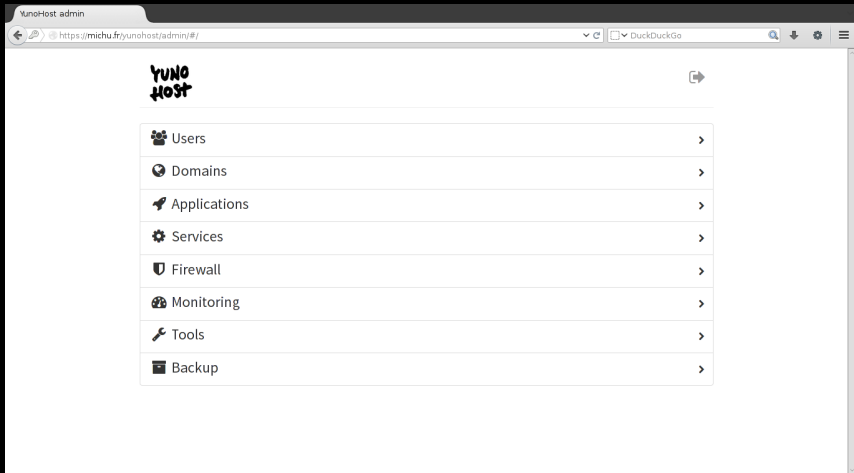 YunoHost admin
https://michu.fr/yunohost/admin/#/
DuckDuckGo
YUNO
HOST
Users
Domains
Applications
Services
Firewall
Monitoring
Tools
Backup